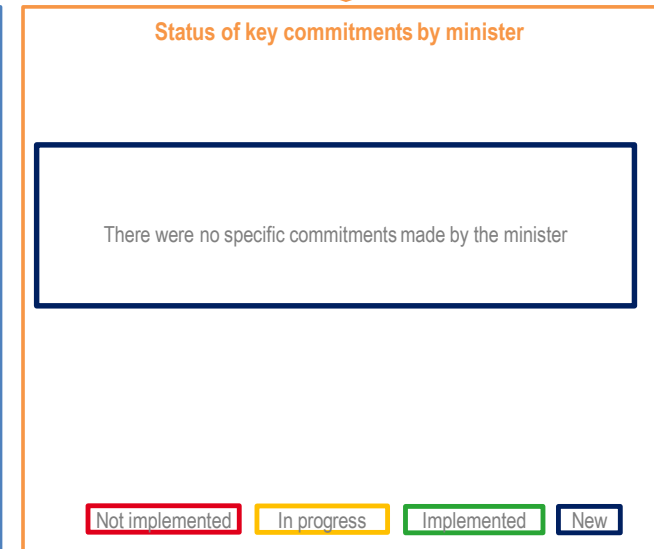 Status of key commitments by minister
There were no specific commitments made by the minister
Not implemented In progress Implemented New